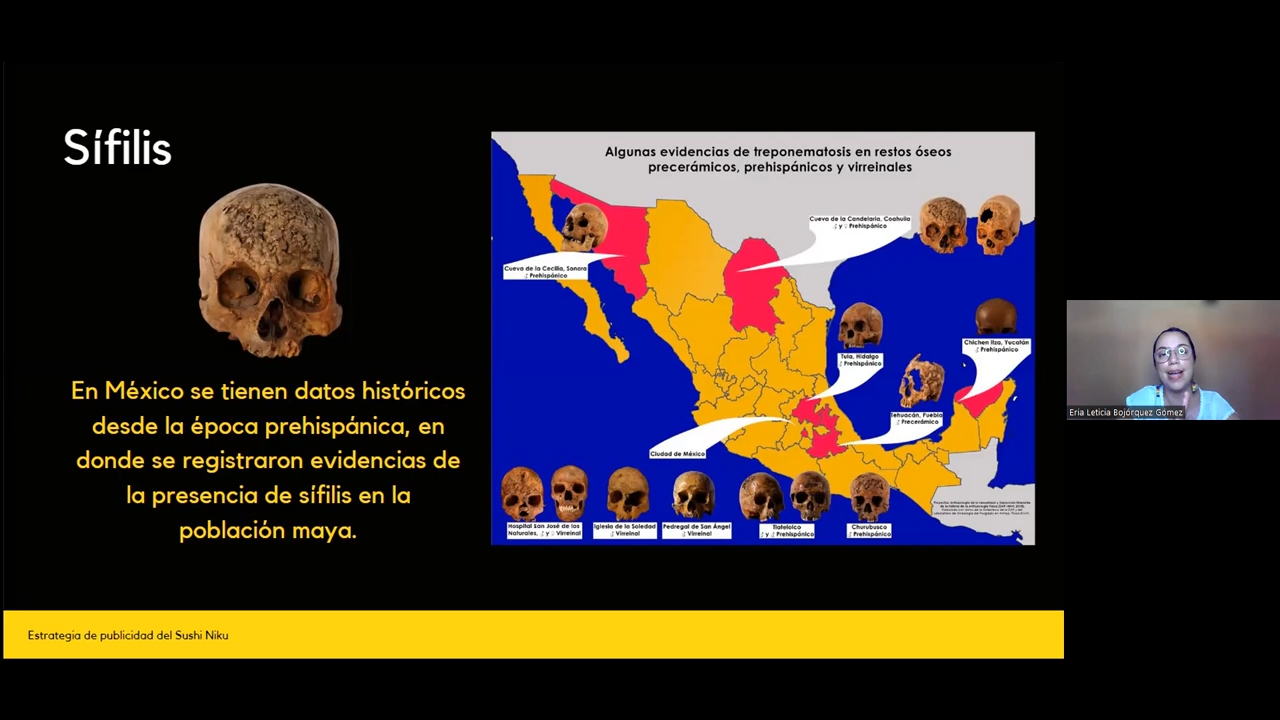 Sífilis
En México se tienen datos históricos
desde la época prehispánica, en
donde se registraron evidencias de
la presencia de sífilis en la
población maya.
Algunas evidencias de treponematosis en restos óseos
precerámicos, prehispánicos y virreinales
Cueva de la Candelaria, Coahuila
♂ y ♀ Prehispánico
Cueva de la Cecilia, Sonora
Prehispánico
Tula, Hidalgo
Prehispánico
Chichen Itza, Yucatán
Prehispánico
Tehuacán, Puebla
Precerámico
Ciudad de México
Hospital San José de los
Naturales, ♂ y ♀ Virreinal
Iglesia de la Soledad
Virreinal
Pedregal de San Ángel
Virreinal
Tlatelolco
♂ y ♀ Prehispánico
Churubusco
Prehispánico
Estrategia de publicidad del Sushi Niku
Eria Leticia Bojórquez Gómez